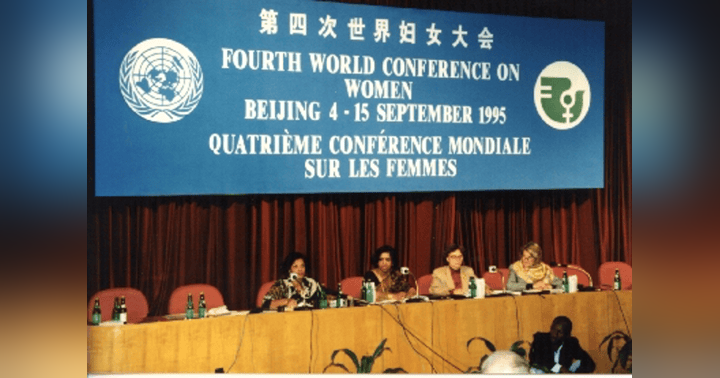 第四次世界妇女大会
FOURTH WORLD CONFERENCE ON
WOMEN
BEIJING 4 - 15 SEPTEMBER 1995
QUATRIÈME CONFÉRENCE MONDIALE
SUR LES FEMMES